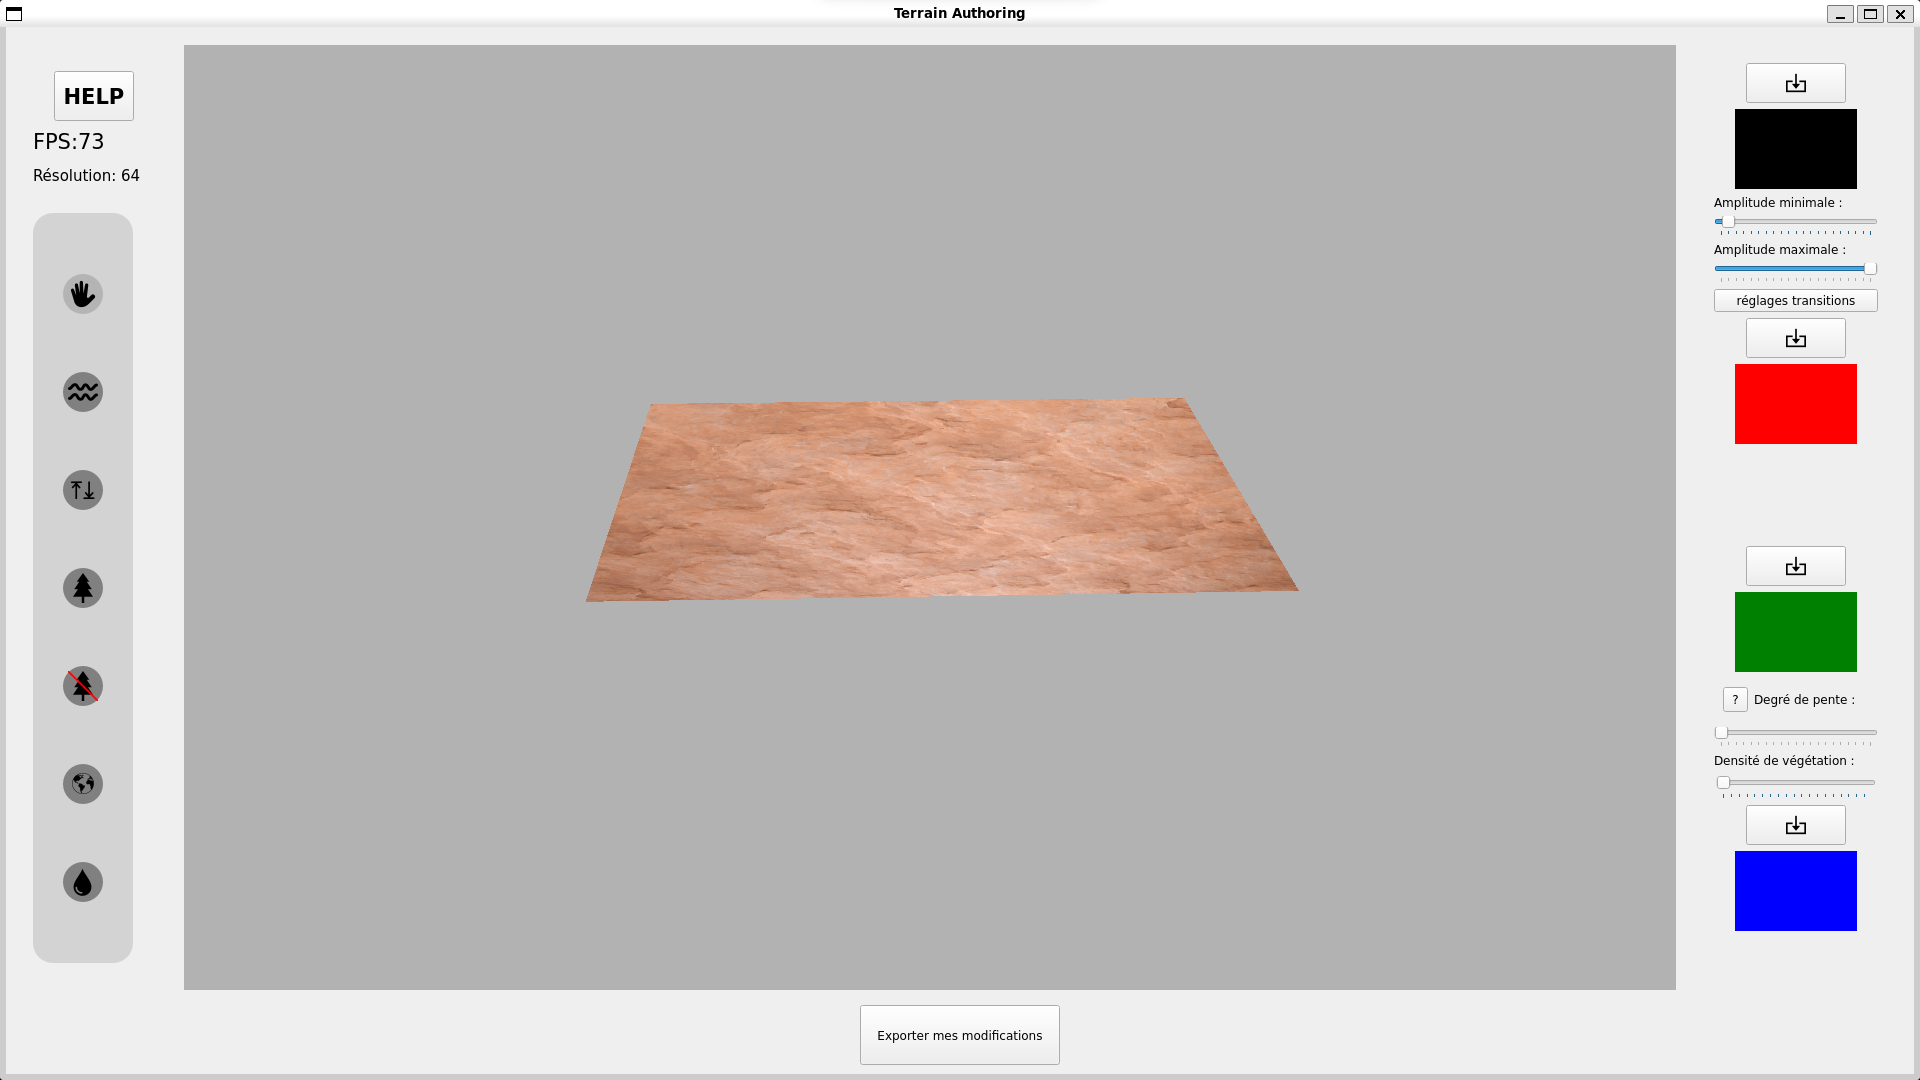 Terrain Authoring
HELP
FPS:73
Résolution: 64
Amplitude minimale :
Amplitude maximale :
réglages transitions
? Degré de pente :
Densité de végétation :
Exporter mes modifications